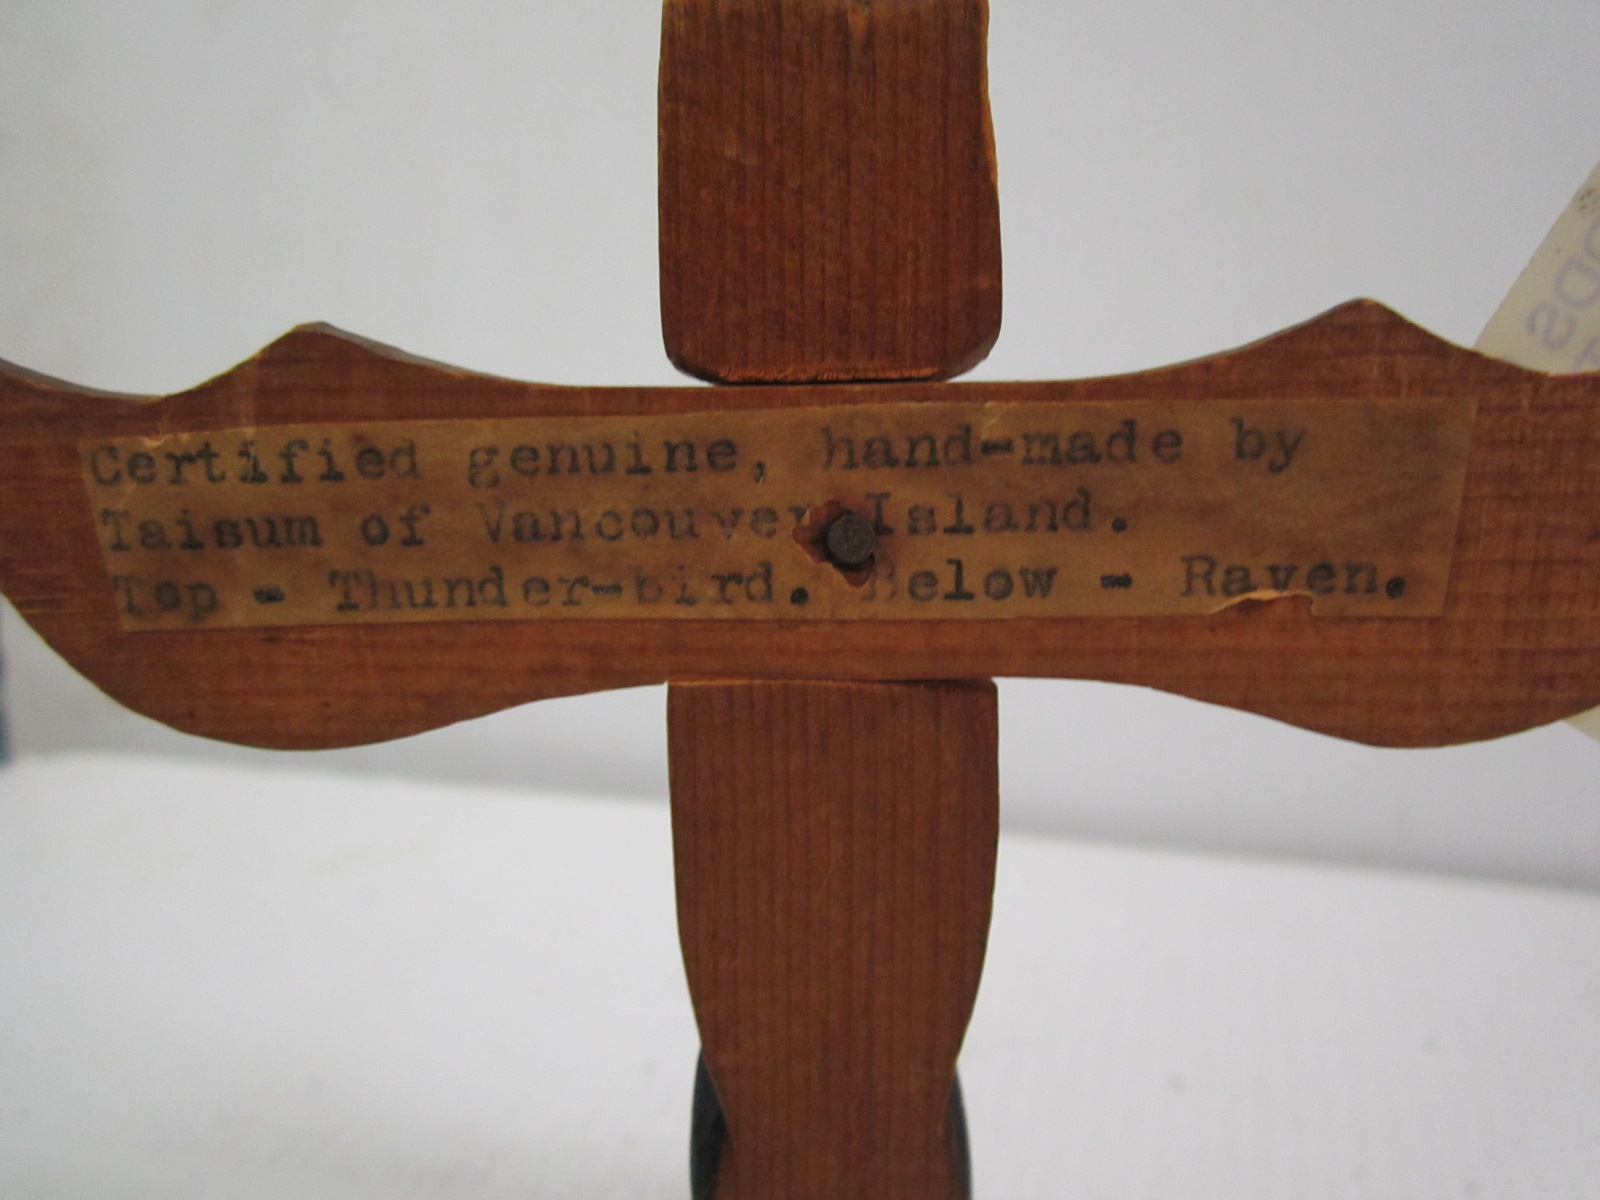 Certified genuine, hand-made by
Taisum of Vancouver Island.
Top - Thunder-bird. Below - Raven.